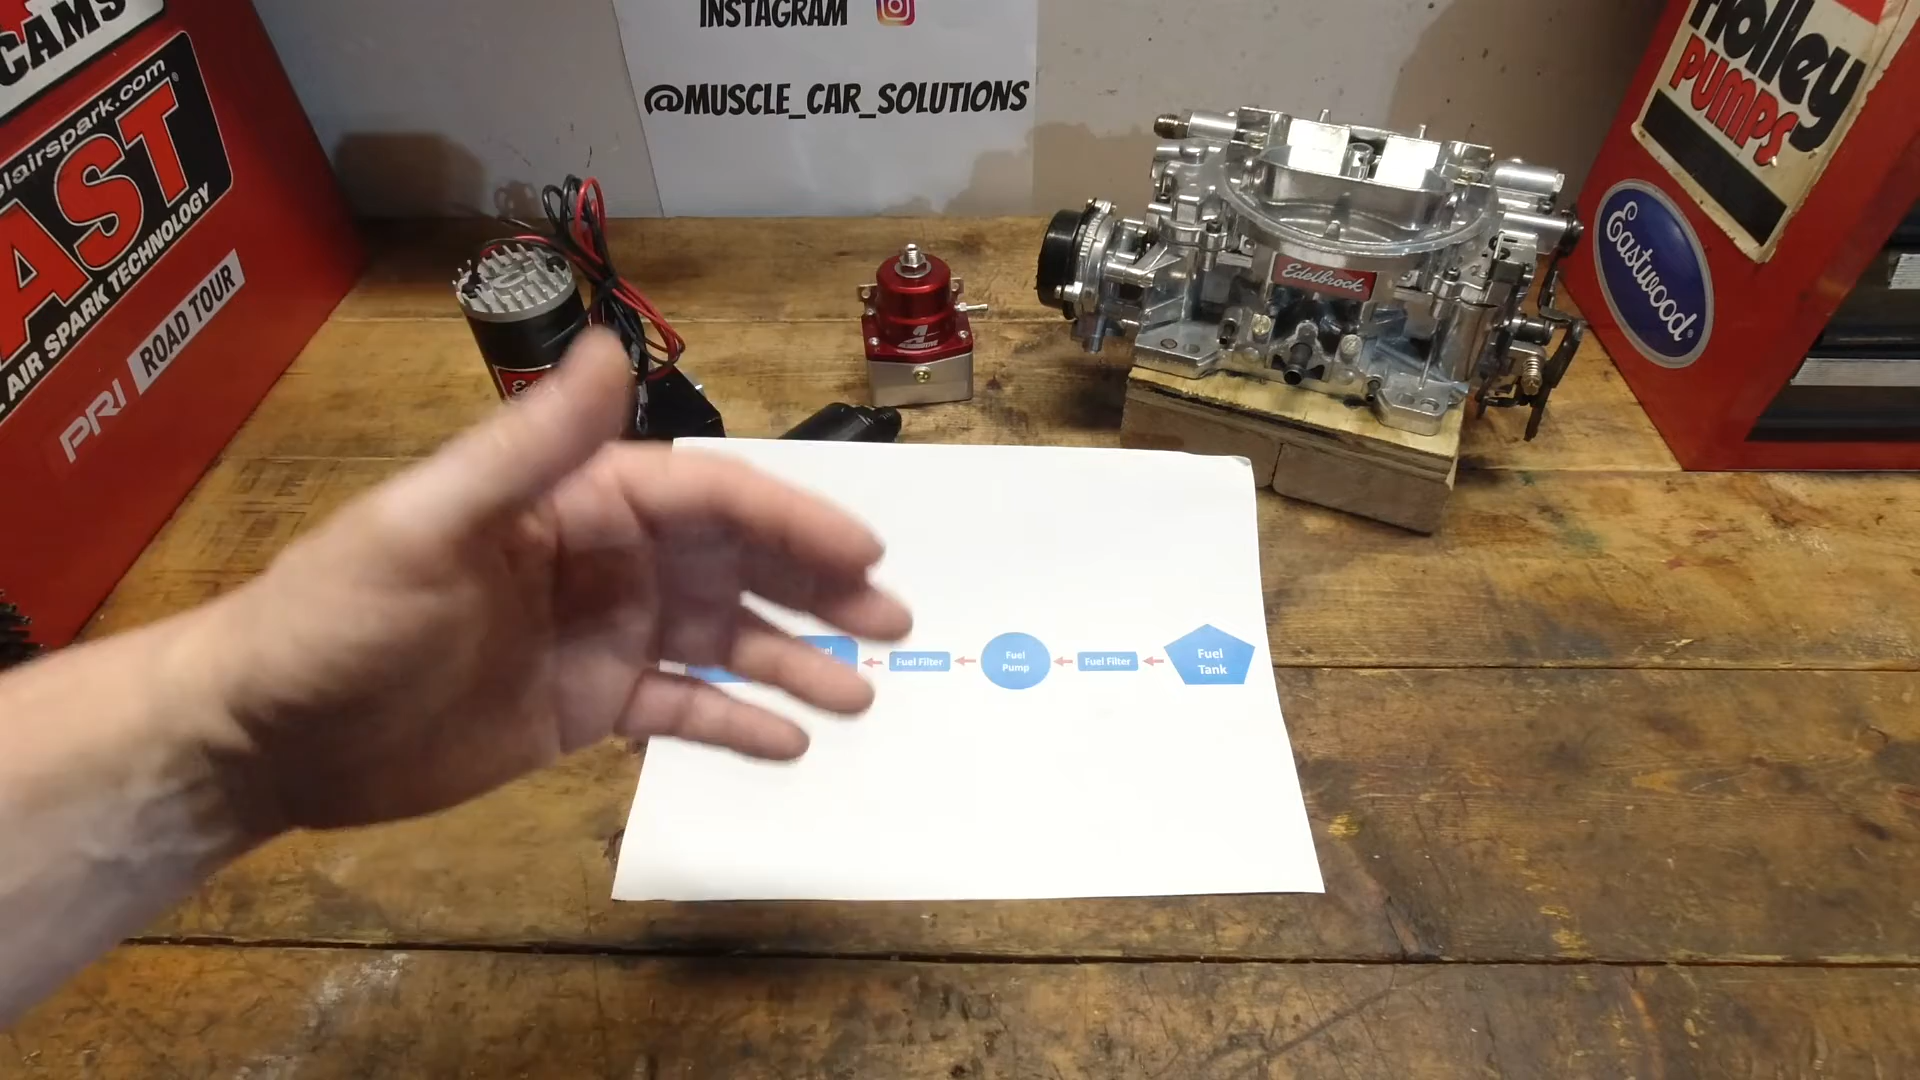 INSTAGRAM
@MUSCLE_CAR_SOLUTIONS
CAMS
lairspark.com
AST
AIR SPARK TECHNOLOGY
PRI ROAD TOUR
Holley
PUMPS
Eastwood
Edelbrock
Fuel Filter
Fuel
Pump
Fuel Filter
Fuel
Tank